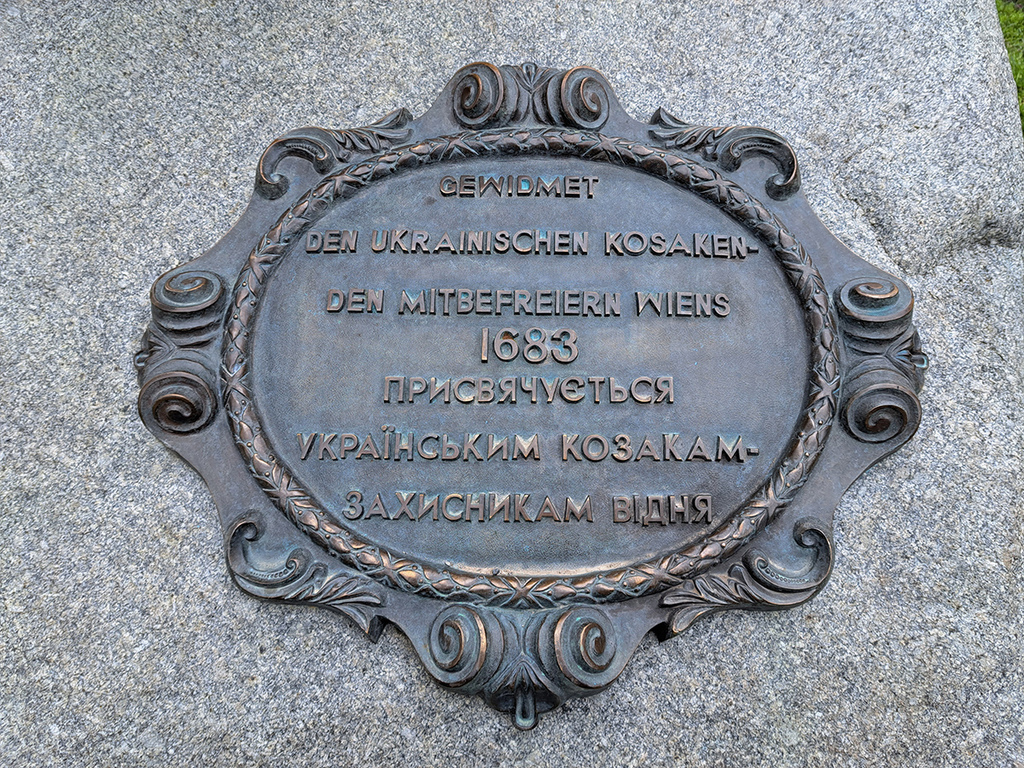 GEWIDMET
DEN UKRAINISCHEN KOSAKEN-
DEN MITBEFREIERN WIENS
1683
ПРИСВЯЧУЄТЬСЯ
УКРАЇНСЬКИМ КОЗАКАМ-
ЗАХИСНИКАМ ВІДНЯ